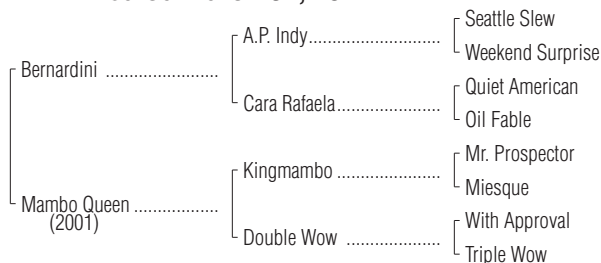 Seattle Slew
A.P. Indy
Weekend Surprise
Bernardini
Quiet American
Cara Rafaela
Oil Fable
Mr. Prospector
Kingmambo
Miesque
Mambo Queen
(2001)
With Approval
Double Wow
Triple Wow